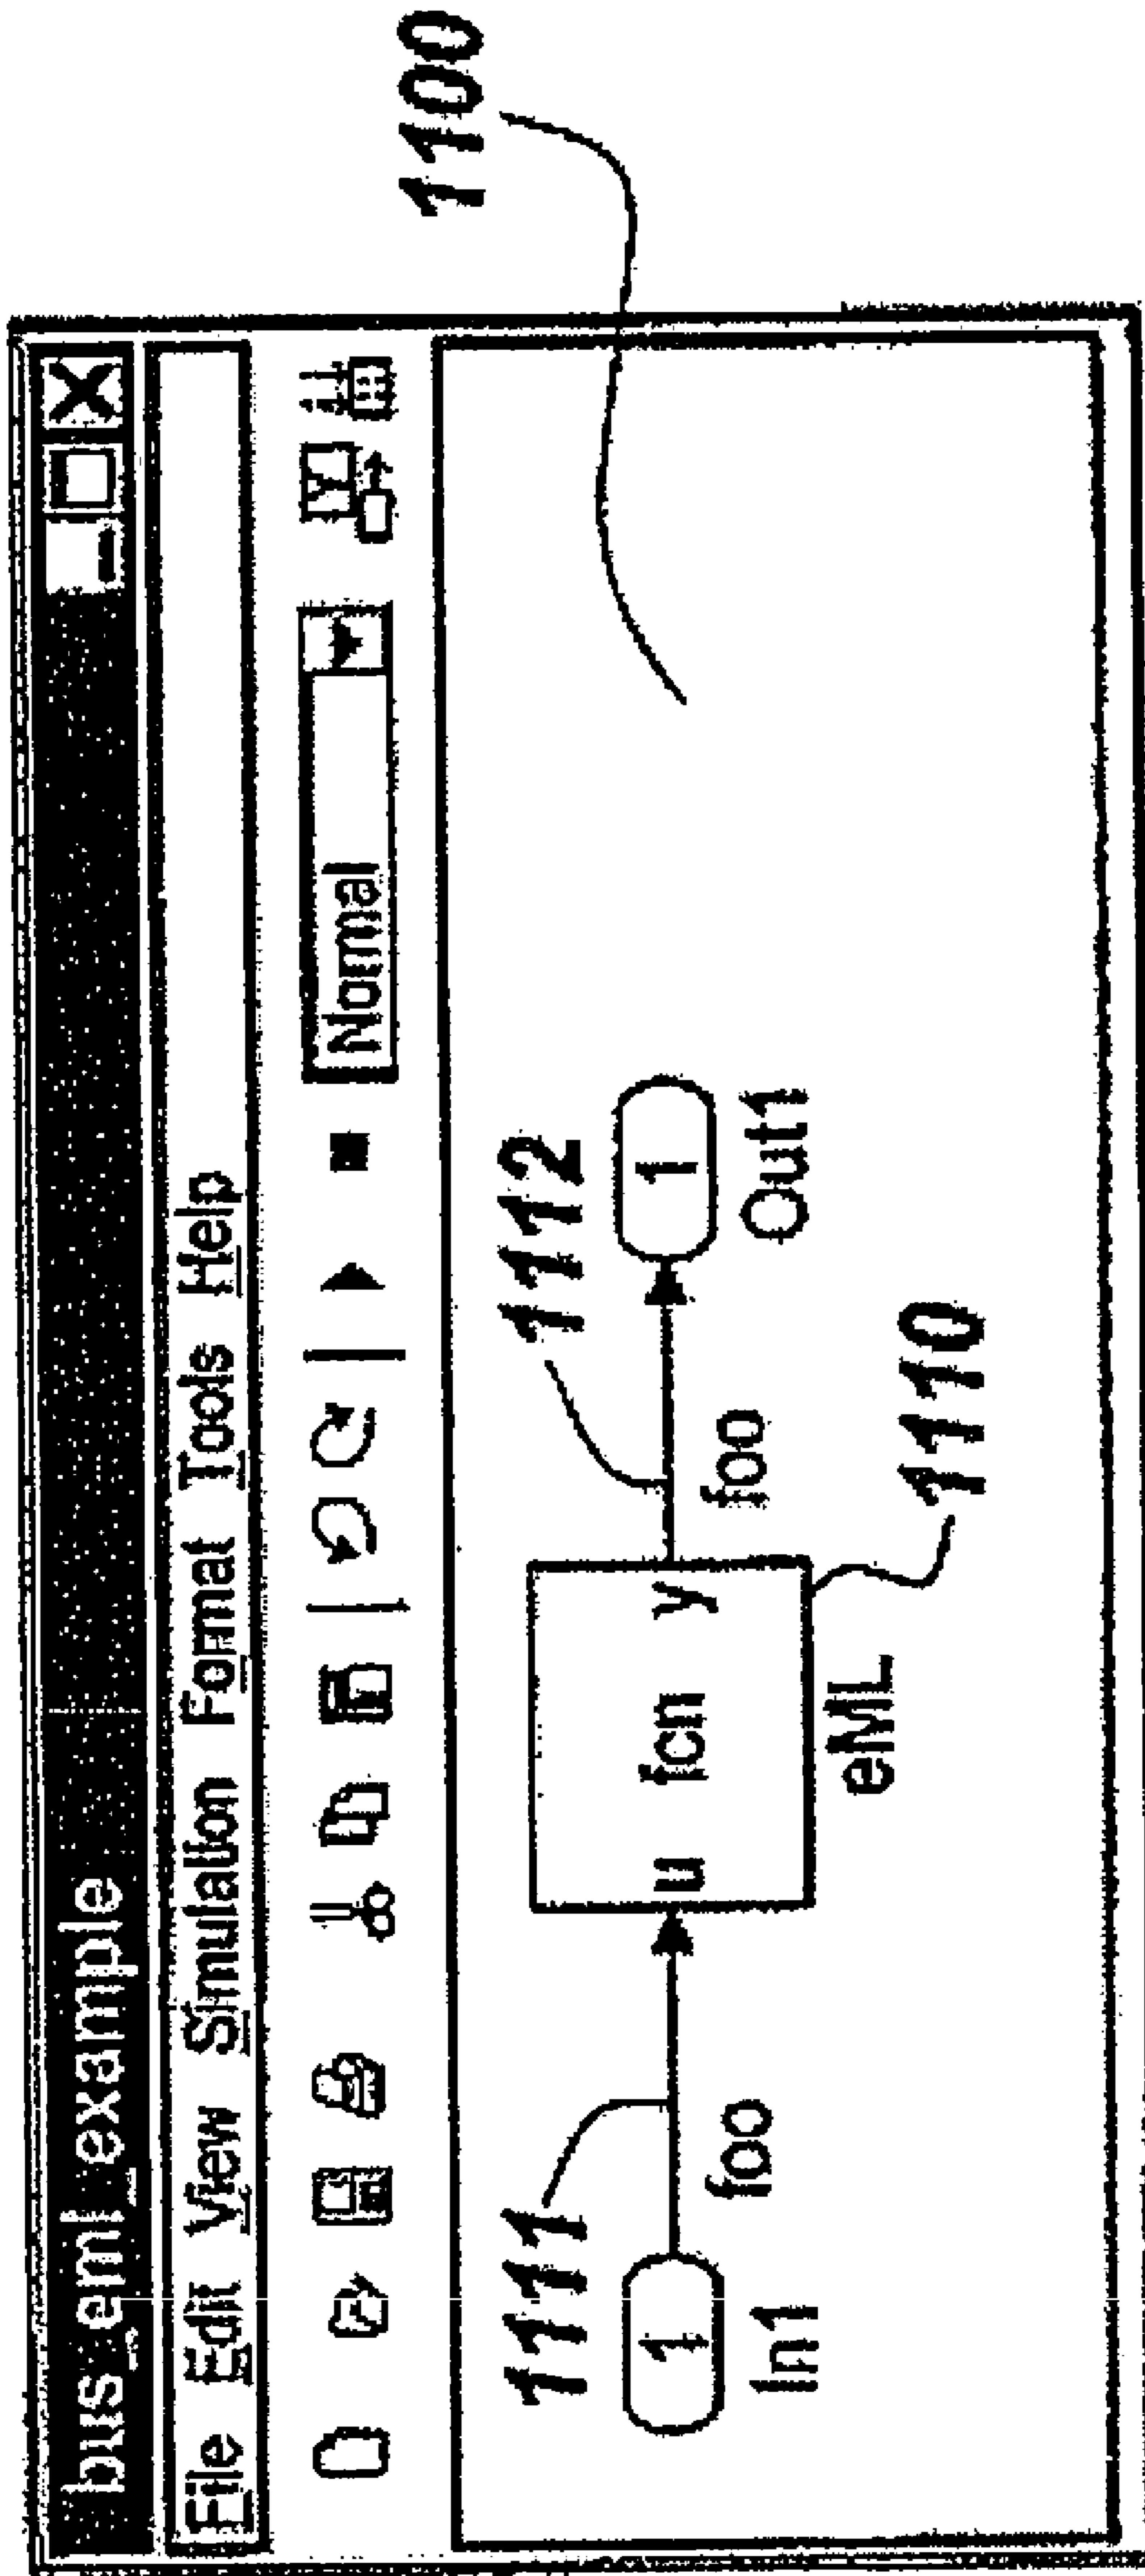 bus_eml_example
File Edit View Simulation Format Tools Help
Normal
1100
1111
1112
1
u fcn y
1
foo
foo
In1
eML
Out1
1110